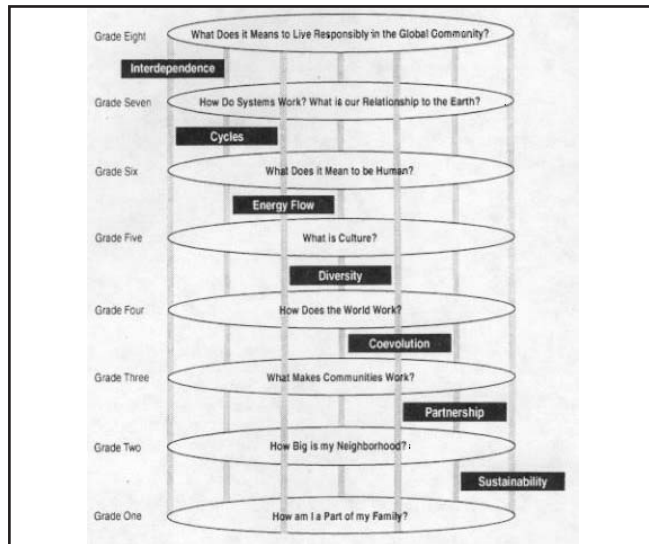 Grade Eight What Does it Means to Live Responsibly in the Global Community?
Interdependence
Grade Seven How Do Systems Work? What is our Relationship to the Earth?
Cycles
Grade Six What Does it Mean to be Human?
Energy Flow
Grade Five What is Culture?
Diversity
Grade Four How Does the World Work?
Coevolution
Grade Three What Makes Communities Work?
Partnership
Grade Two How Big is my Neighborhood?
Sustainability
Grade One How am I a Part of my Family?